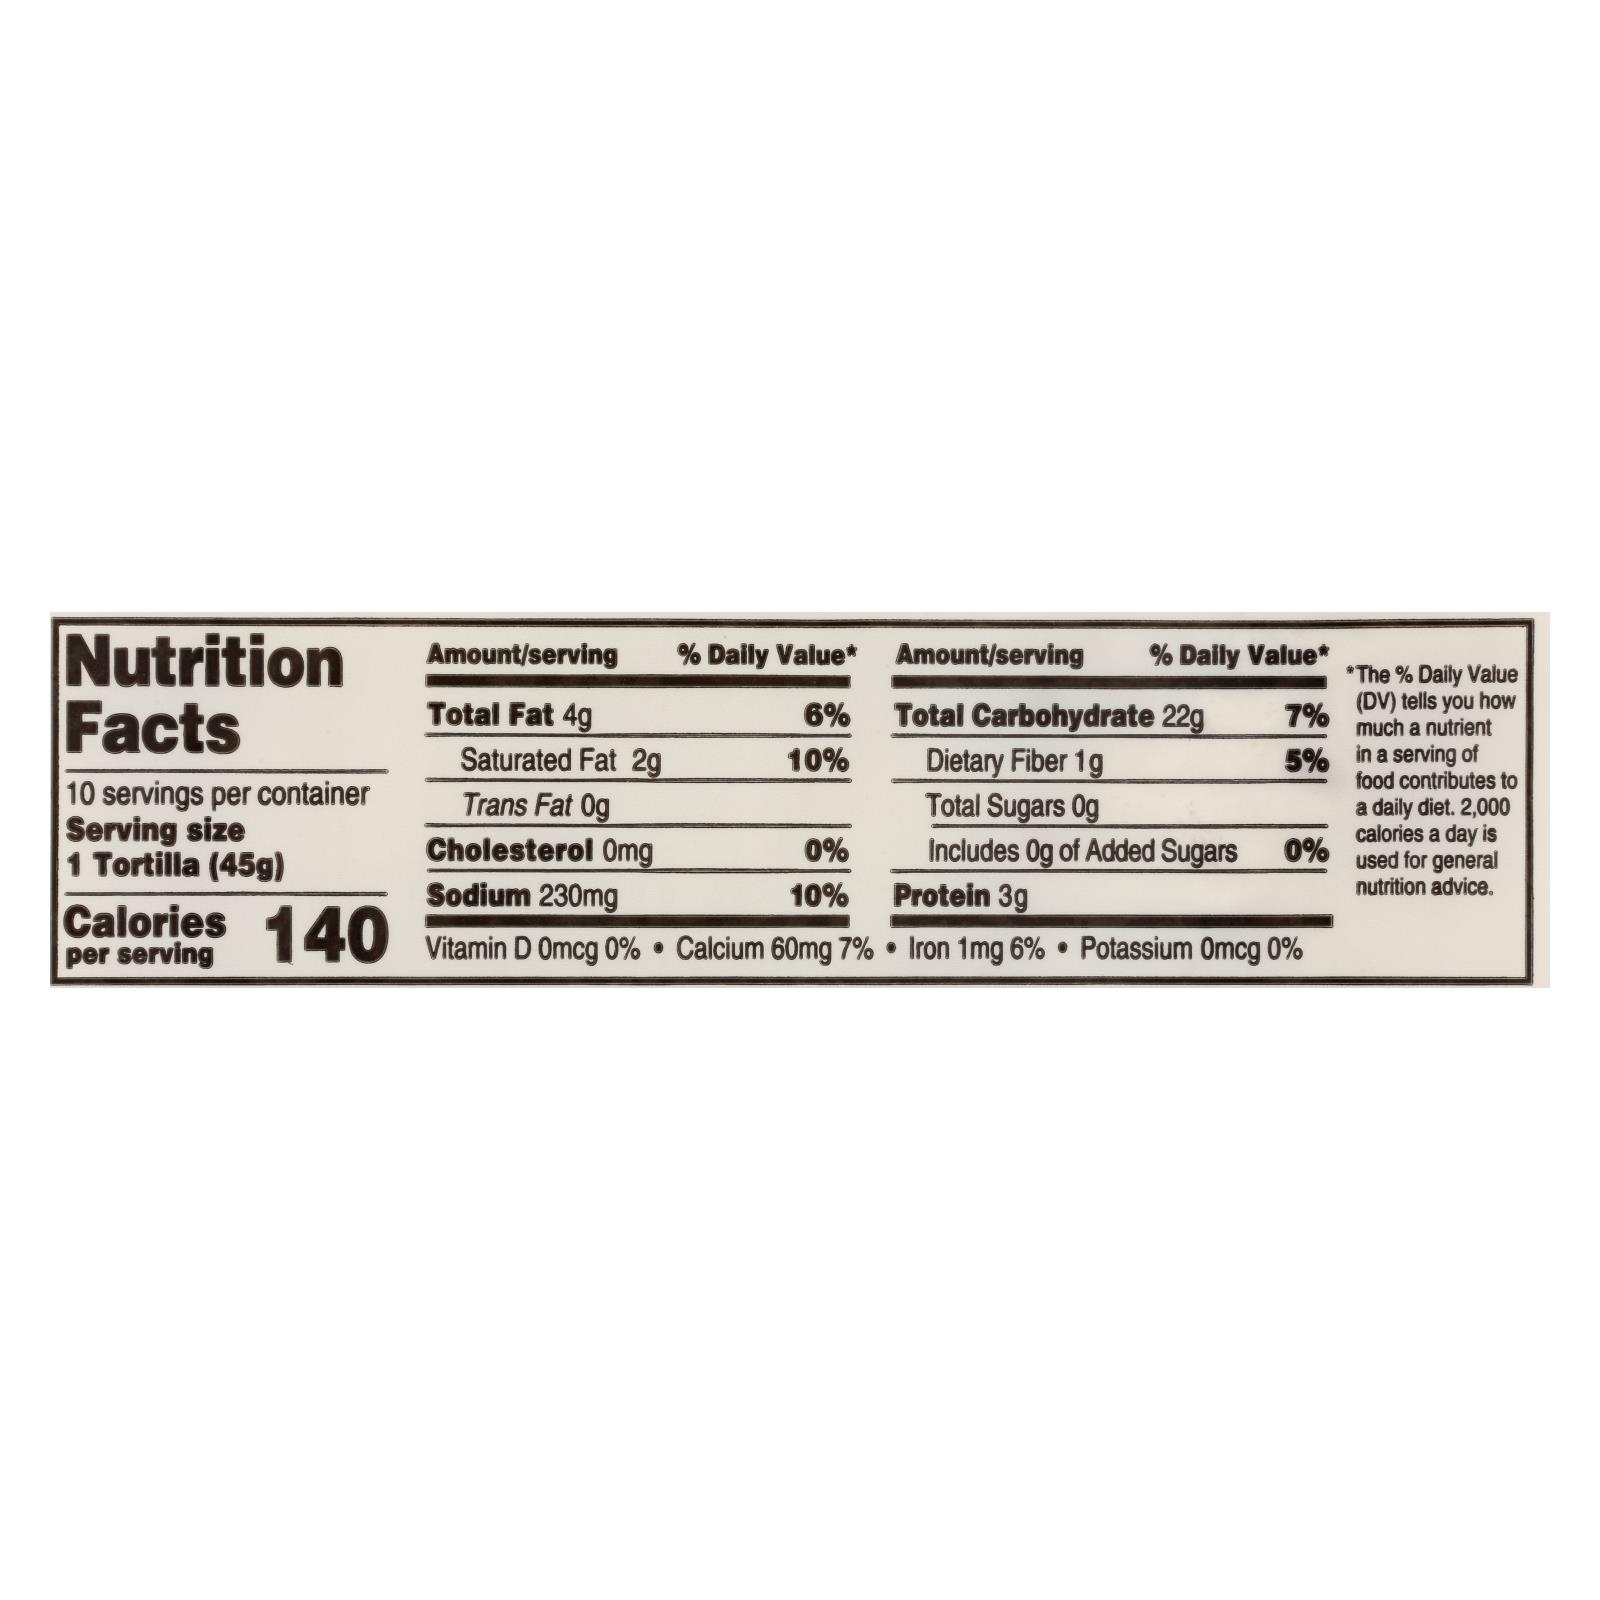 Nutrition
Facts
10 servings per container
Serving size
1 Tortilla (45g)
Calories
per serving
140
Amount/serving % Daily Value*
Total Fat 4g 6%
Saturated Fat 2g 10%
Trans Fat 0g
Cholesterol 0mg 0%
Sodium 230mg 10%
Amount/serving % Daily Value*
Total Carbohydrate 22g 7%
Dietary Fiber 1g 5%
Total Sugars 0g
Includes 0g of Added Sugars 0%
Protein 3g
Vitamin D 0mcg 0% • Calcium 60mg 7% • Iron 1mg 6% • Potassium 0mcg 0%
*The % Daily Value
(DV) tells you how
much a nutrient
in a serving of
food contributes to
a daily diet. 2,000
calories a day is
used for general
nutrition advice.